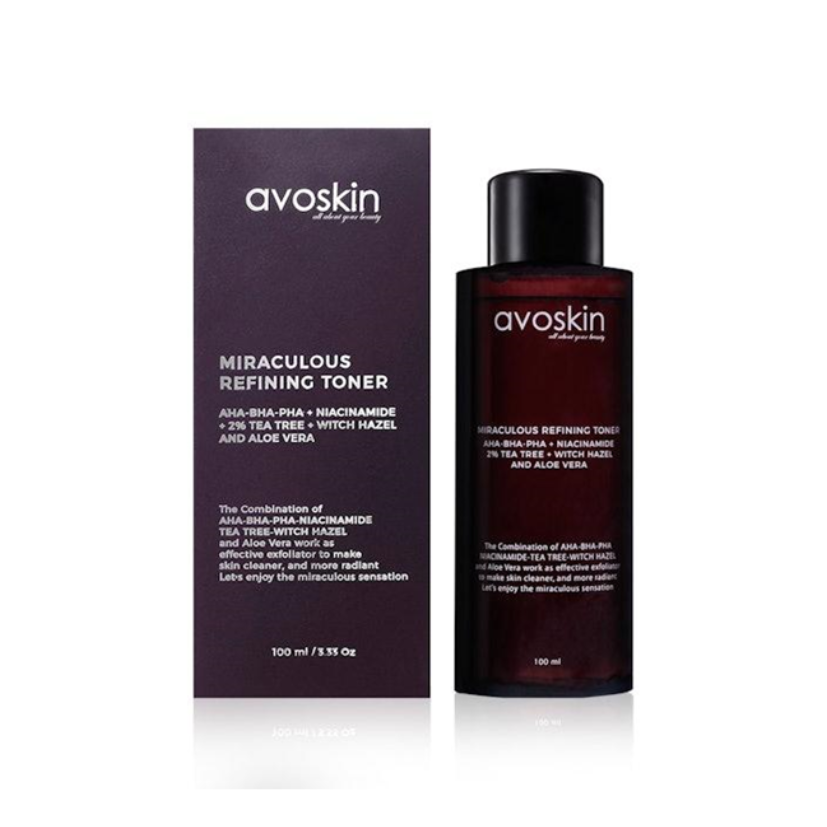 avoskin
all about your beauty
MIRACULOUS
REFINING TONER
AHA-BHA-PHA + NIACINAMIDE
+ 2% TEA TREE + WITCH HAZEL
AND ALOE VERA
The Combination of
AHA-BHA-PHA-NIACINAMIDE
TEA TREE-WITCH HAZEL
and Aloe Vera work as
effective exfoliator to make
skin cleaner, and more radiant
Let's enjoy the miraculous sensation
100 ml / 3.33 Oz
avoskin
all about your beauty
MIRACULOUS REFINING TONER
AHA-BHA-PHA + NIACINAMIDE
2% TEA TREE + WITCH HAZEL
AND ALOE VERA
The Combination of AHA-BHA-PHA
NIACINAMIDE-TEA TREE-WITCH HAZEL
and Aloe Vera work as effective exfoliator
to make skin cleaner, and more radiant
Let's enjoy the miraculous sensation
100 ml